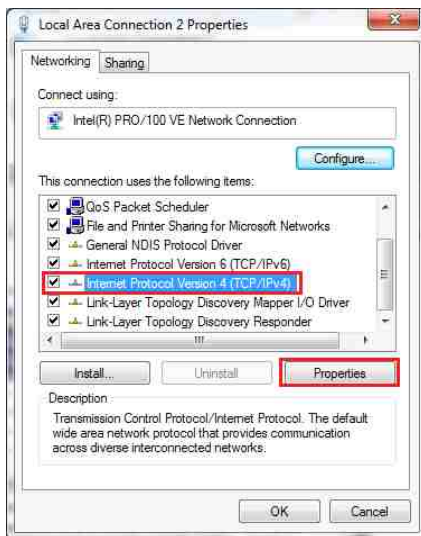 Local Area Connection 2 Properties
Networking Sharing
Connect using:
Intel(R) PRO/100 VE Network Connection
Configure...
This connection uses the following items:
QoS Packet Scheduler
File and Printer Sharing for Microsoft Networks
General NDIS Protocol Driver
Internet Protocol Version 6 (TCP/IPv6)
Internet Protocol Version 4 (TCP/IPv4)
Link-Layer Topology Discovery Mapper I/O Driver
Link-Layer Topology Discovery Responder
Install... Uninstall Properties
Description
Transmission Control Protocol/Internet Protocol. The default
wide area network protocol that provides communication
across diverse interconnected networks.
OK Cancel